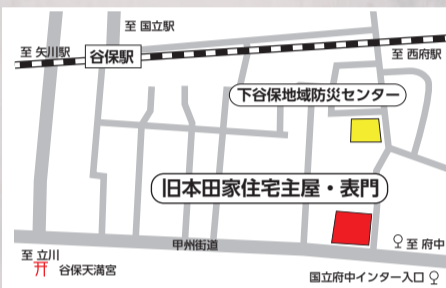 至 国立駅
至 矢川駅
谷保駅
至 西府駅
下谷保地域防災センター
旧本田家住宅主屋・表門
甲州街道
至 府中
至 立川
谷保天満宮
国立府中インター入口